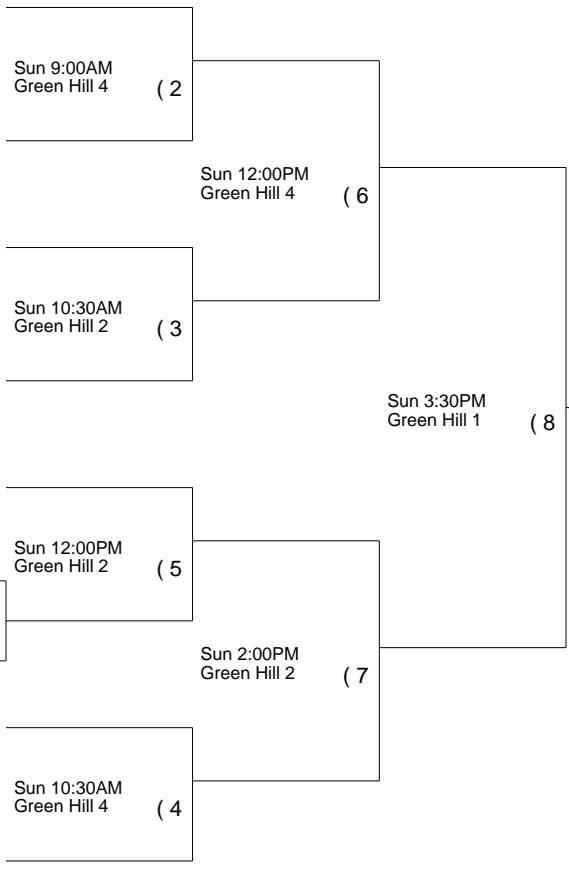 Sun 9:00AM
Green Hill 4
( 2
Sun 12:00PM
Green Hill 4
( 6
Sun 10:30AM
Green Hill 2
( 3
Sun 3:30PM
Green Hill 1
( 8
Sun 12:00PM
Green Hill 2
( 5
Sun 2:00PM
Green Hill 2
( 7
Sun 10:30AM
Green Hill 4
( 4